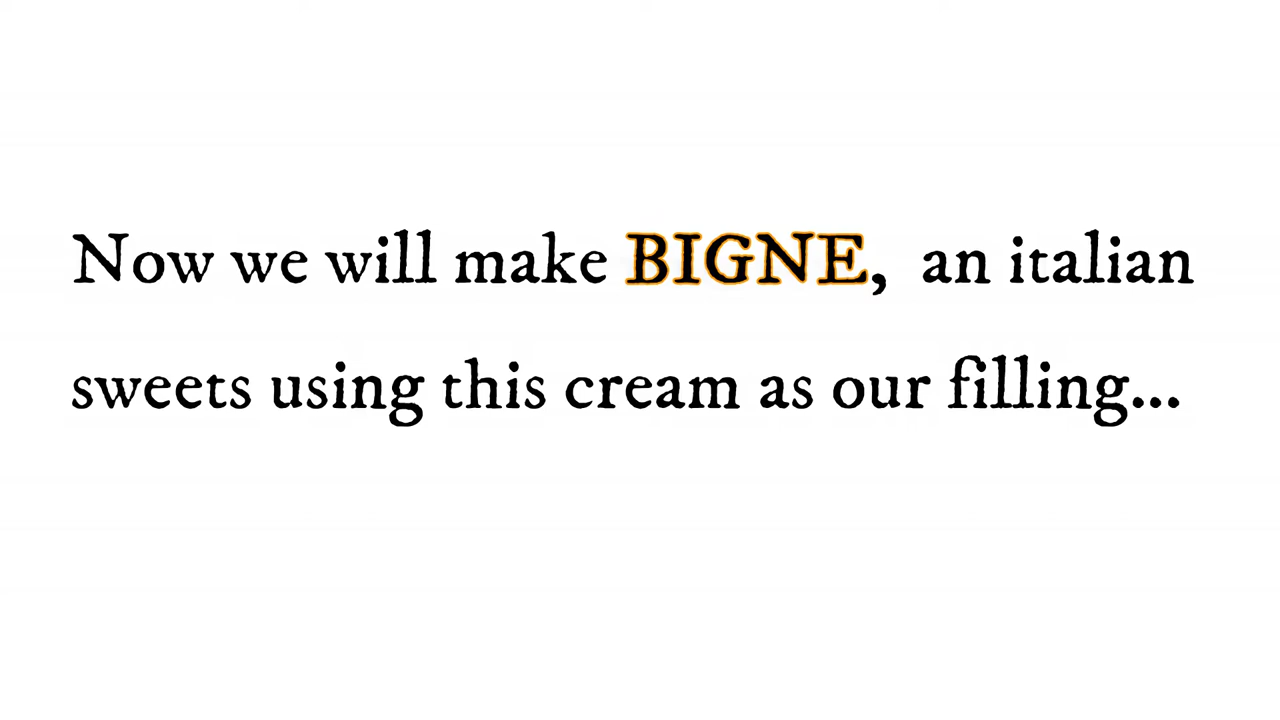 Now we will make BIGNE, an italian
sweets using this cream as our filling...